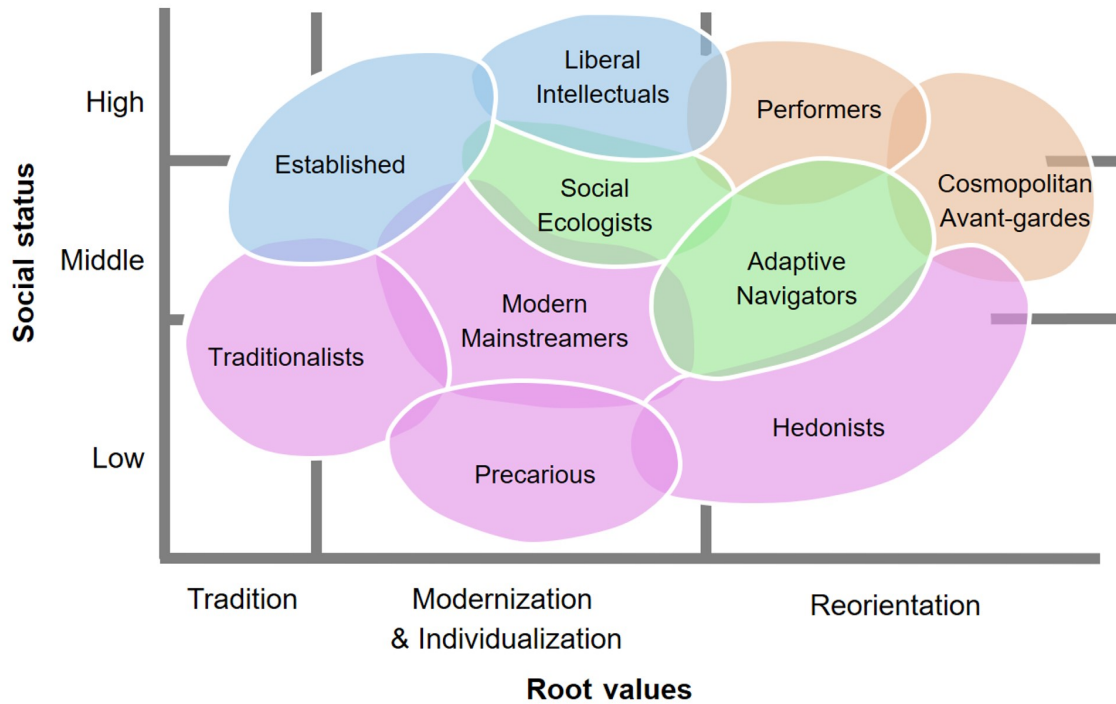 Social status
High
Middle
Low
Liberal
Intellectuals
Performers
Established
Social
Ecologists
Cosmopolitan
Avant-gardes
Adaptive
Navigators
Modern
Mainstreamers
Traditionalists
Hedonists
Precarious
Tradition
Modernization
& Individualization
Reorientation
Root values